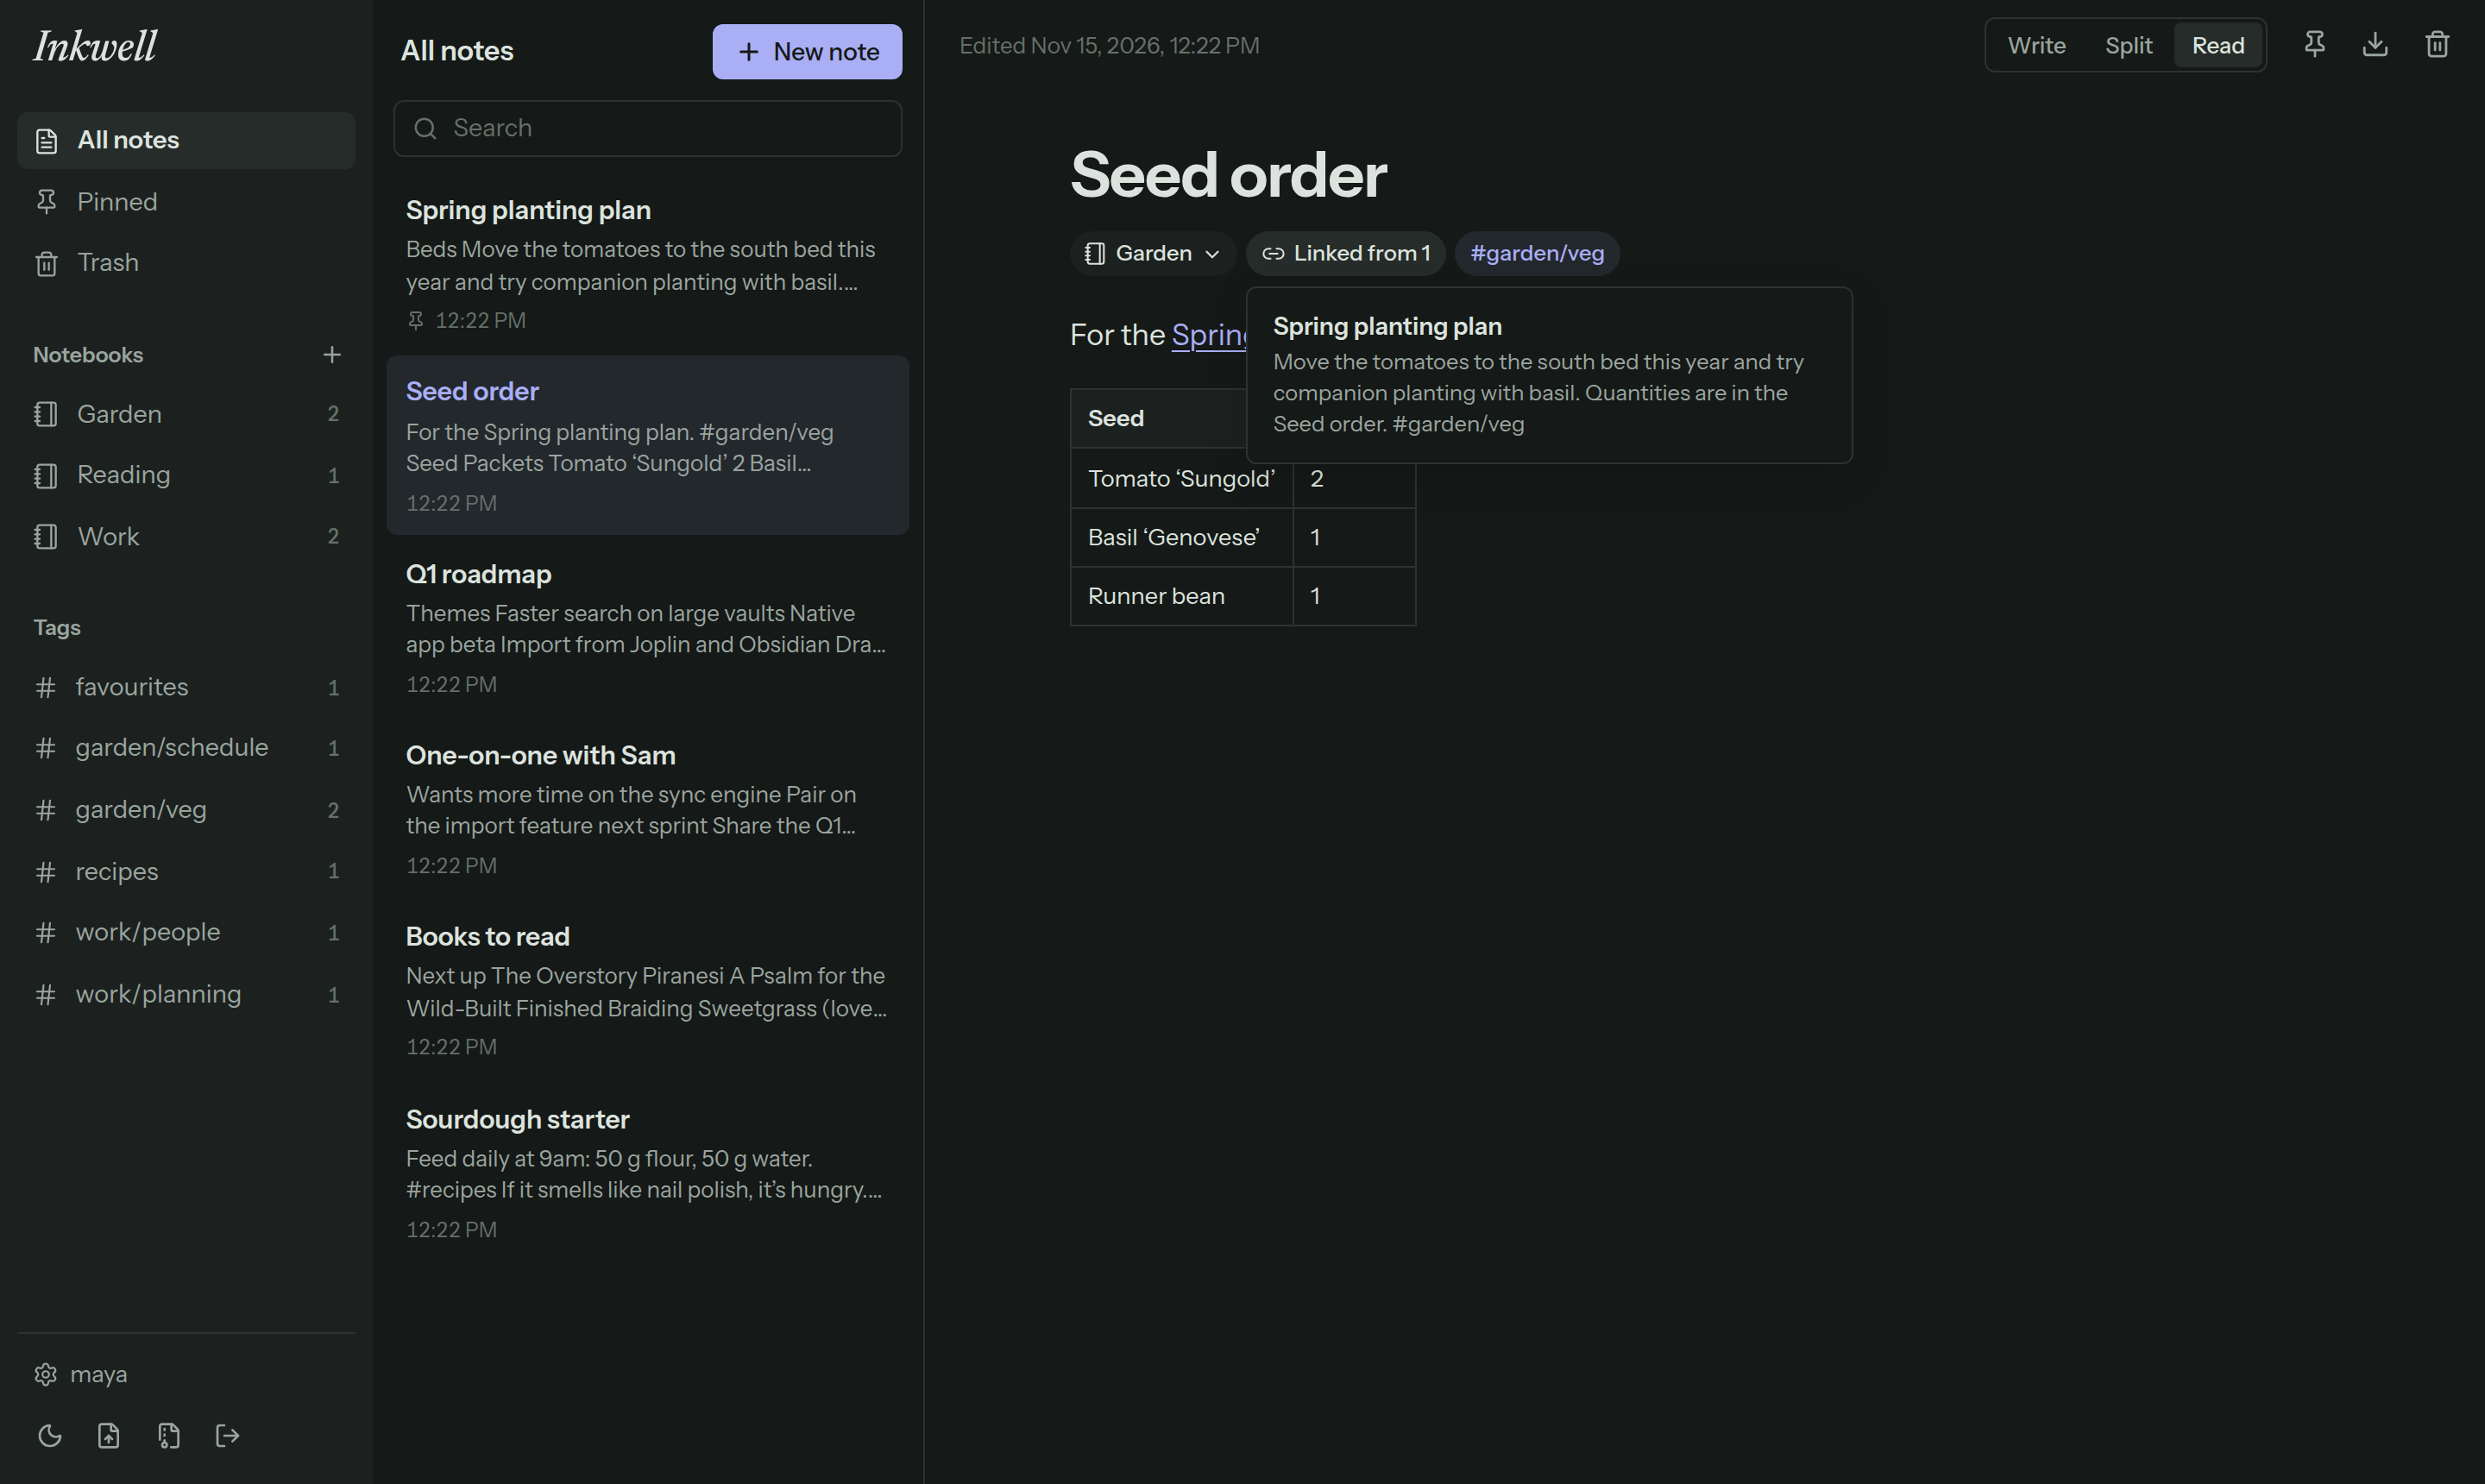 Inkwell
All notes
Pinned
Trash
Notebooks
Garden 2
Reading 1
Work 2
Tags
# favourites 1
# garden/schedule 1
# garden/veg 2
# recipes 1
# work/people 1
# work/planning 1
maya
All notes
+ New note
Search
Spring planting plan
Beds Move the tomatoes to the south bed this
year and try companion planting with basil....
12:22 PM
Seed order
For the Spring planting plan. #garden/veg
Seed Packets Tomato ‘Sungold’ 2 Basil...
12:22 PM
Q1 roadmap
Themes Faster search on large vaults Native
app beta Import from Joplin and Obsidian Dra...
12:22 PM
One-on-one with Sam
Wants more time on the sync engine Pair on
the import feature next sprint Share the Q1...
12:22 PM
Books to read
Next up The Overstory Piranesi A Psalm for the
Wild-Built Finished Braiding Sweetgrass (love...
12:22 PM
Sourdough starter
Feed daily at 9am: 50 g flour, 50 g water.
#recipes If it smells like nail polish, it’s hungry....
12:22 PM
Edited Nov 15, 2026, 12:22 PM
Write Split Read
Seed order
Garden Linked from 1 #garden/veg
For the Spring
Spring planting plan
Move the tomatoes to the south bed this year and try
companion planting with basil. Quantities are in the
Seed order. #garden/veg
Seed
Tomato ‘Sungold’ 2
Basil ‘Genovese’ 1
Runner bean 1